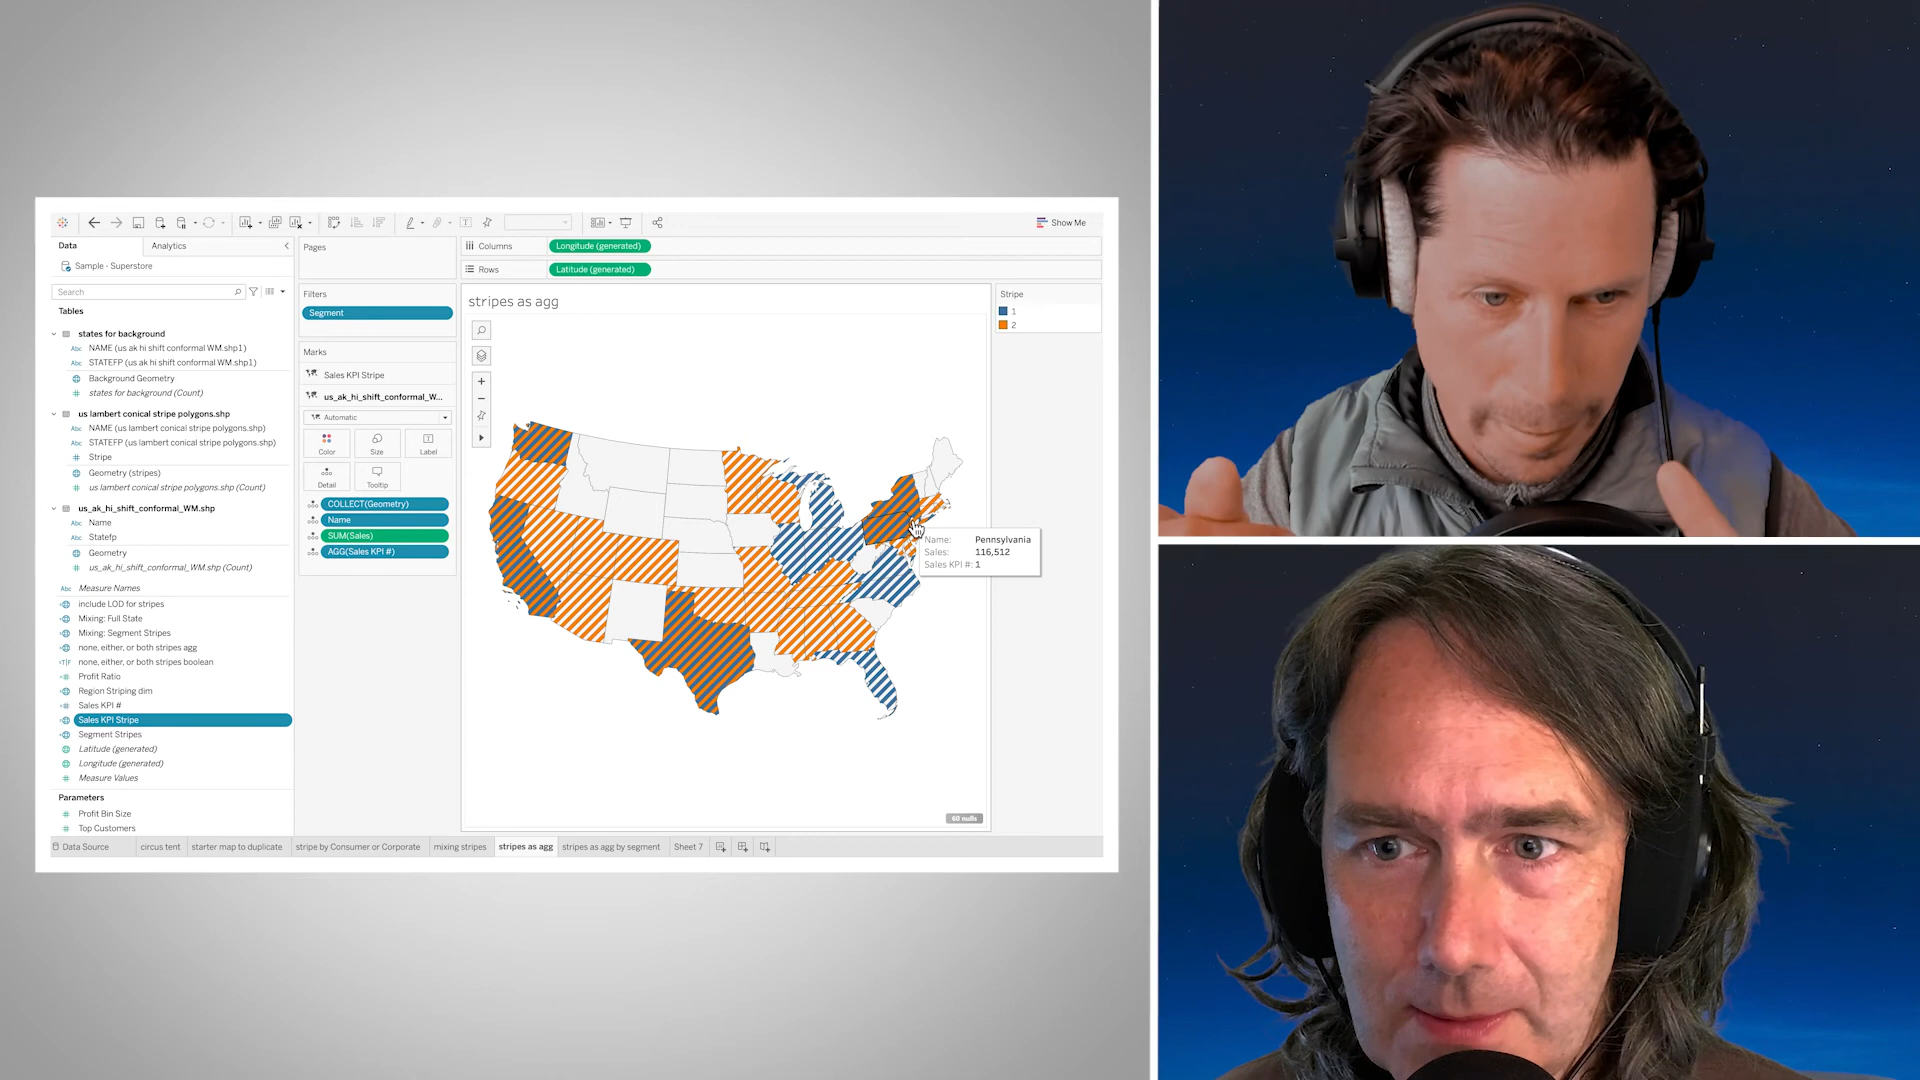 Show Me
Data
Analytics
Sample - Superstore
Search
Tables
states for background
Abc NAME (us ak hi shift conformal WM.shp1)
Abc STATEFP (us ak hi shift conformal WM.shp1)
Background Geometry
states for background (Count)
us lambert conical stripe polygons.shp
Abc NAME (us lambert conical stripe polygons.shp)
Abc STATEFP (us lambert conical stripe polygons.shp)
Stripe
Geometry (stripes)
us lambert conical stripe polygons.shp (Count)
us_ak_hi_shift_conformal_WM.shp
Abc Name
Abc Statefp
Geometry
us_ak_hi_shift_conformal_WM.shp (Count)
Abc Measure Names
include LOD for stripes
Mixing: Full State
Mixing: Segment Stripes
none, either, or both stripes agg
none, either, or both stripes boolean
Profit Ratio
Region Striping dim
Sales KPI #
Sales KPI Stripe
Segment Stripes
Latitude (generated)
Longitude (generated)
Measure Values
Parameters
Profit Bin Size
Top Customers
Pages
Filters
Segment
Marks
Sales KPI Stripe
us_ak_hi_shift_conformal_W...
Automatic
Color
Size
Label
Detail
Tooltip
COLLECT(Geometry)
Name
SUM(Sales)
AGG(Sales KPI #)
Columns
Longitude (generated)
Rows
Latitude (generated)
stripes as agg
Name: Pennsylvania
Sales: 116,512
Sales KPI #: 1
60 nulls
Stripe
1
2
Data Source
circus tent
starter map to duplicate
stripe by Consumer or Corporate
mixing stripes
stripes as agg
stripes as agg by segment
Sheet 7